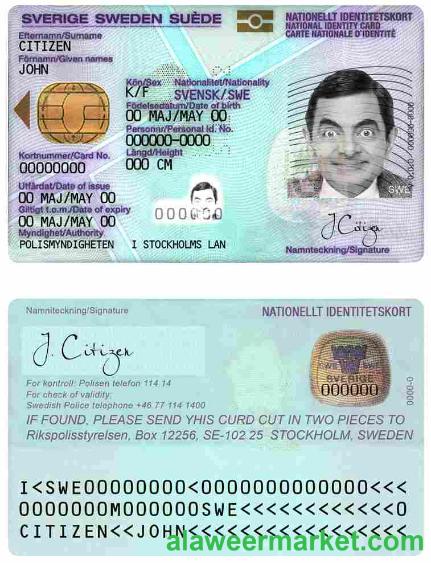 SVERIGE SWEDEN SUÈDE
NATIONELLT IDENTITETSKORT
NATIONAL IDENTITY CARD
CARTE NATIONALE D'IDENTITÉ
Efternamn/Surname
CITIZEN
Förnamn/Given names
JOHN
Kön/Sex Nationalitet/Nationality
K/F SVENSK/SWE
Födelsedatum/Date of birth
00 MAJ/MAY 00
Personnr/Personal Id. No.
000000-0000
Längd/Height
000 CM
Kortnummer/Card No.
00000000
Utfärdat/Date of issue
00 MAJ/MAY 00
Giltigt t.o.m./Date of expiry
00 MAJ/MAY 00
Myndighet/Authority
POLISMYNDIGHETEN I STOCKHOLMS LAN
SWE
J Citizen
Namnteckning/Signature
Namniteckning/Signature
NATIONELLT IDENTITETSKORT
J. Citizen
SVERIGE
000000
0000-0
For kontroll: Polisen telefon 114 14
For check of validity:
Swedish Police telephone +46 77 114 1400
IF FOUND, PLEASE SEND YHIS CURD CUT IN TWO PIECES TO
Rikspolisstyrelsen, Box 12256, SE-102 25 STOCKHOLM, SWEDEN
I<SWE00000000<0000000000000<<<
0000000M000000SWE<<<<<<<<<<<0
CITIZEN<<JOHN<<<<<<<<<<<<<<<<<
alaweermarket.com